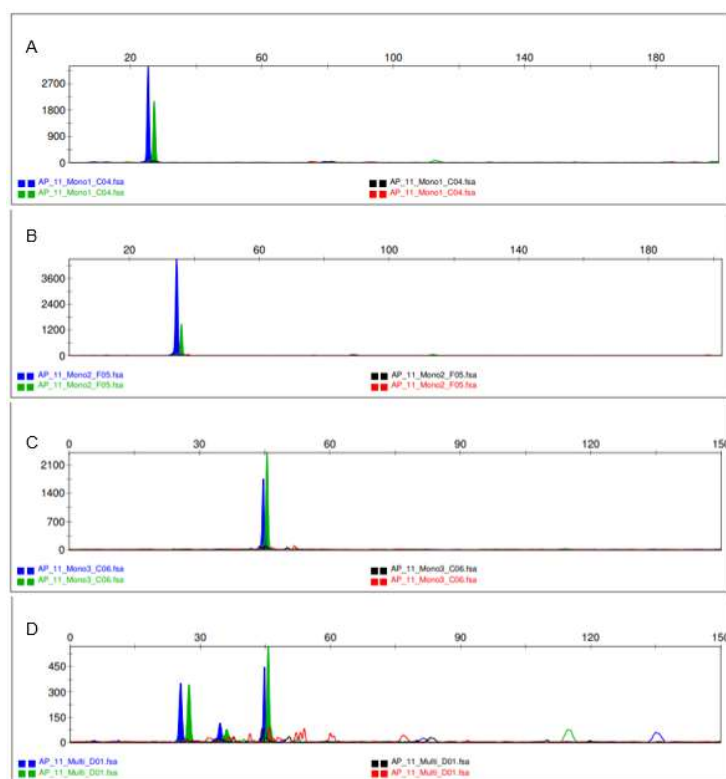 A
20 60 100 140 180
2700
1800
900
0
AP_11_Mono1_C04.fsa AP_11_Mono1_C04.fsa
AP_11_Mono1_C04.fsa AP_11_Mono1_C04.fsa
B
20 60 100 140 180
3600
2400
1200
0
AP_11_Mono2_F05.fsa AP_11_Mono2_F05.fsa
AP_11_Mono2_F05.fsa AP_11_Mono2_F05.fsa
C
0 30 60 90 120 150
2100
1400
700
0
AP_11_Mono3_C06.fsa AP_11_Mono3_C06.fsa
AP_11_Mono3_C06.fsa AP_11_Mono3_C06.fsa
D
0 30 60 90 120 150
450
300
150
0
AP_11_Multi_D01.fsa AP_11_Multi_D01.fsa
AP_11_Multi_D01.fsa AP_11_Multi_D01.fsa